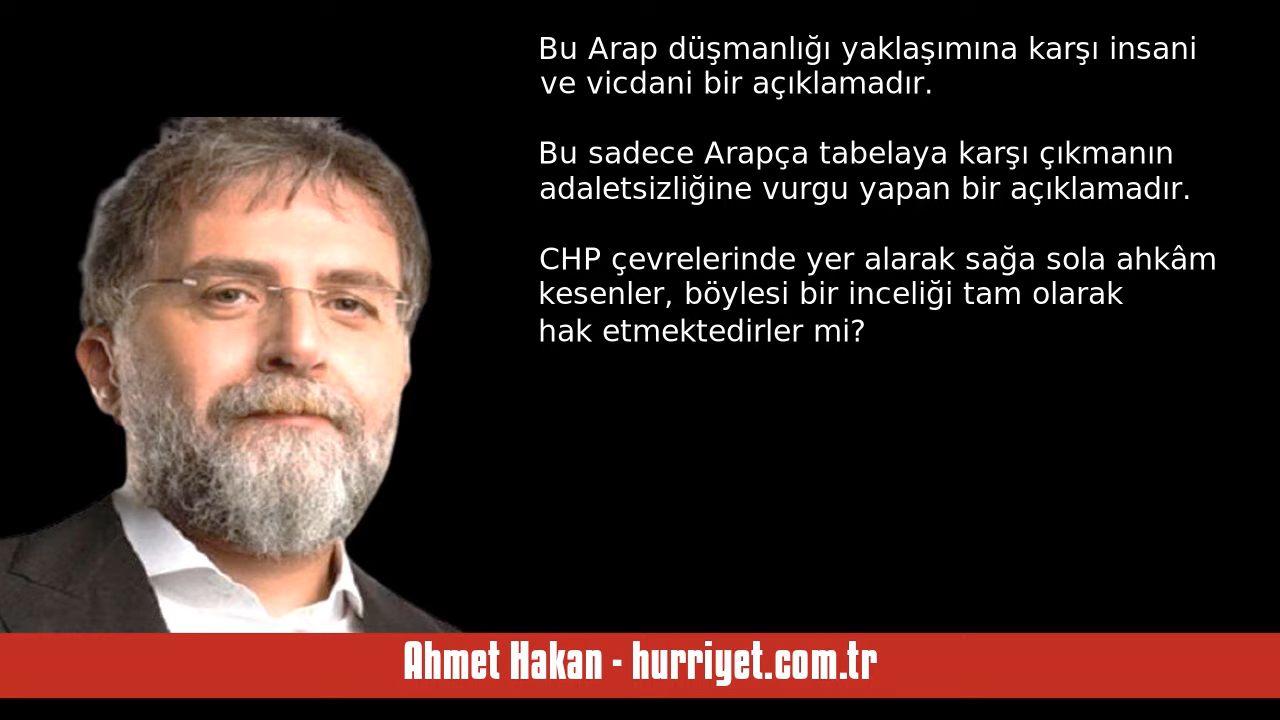 Bu Arap düşmanlığı yaklaşımına karşı insani
ve vicdani bir açıklamadır.
Bu sadece Arapça tabelaya karşı çıkmanın
adaletsizliğine vurgu yapan bir açıklamadır.
CHP çevrelerinde yer alarak sağa sola ahkâm
kesenler, böylesi bir inceliği tam olarak
hak etmektedirler mi?
Ahmet Hakan - hurriyet.com.tr